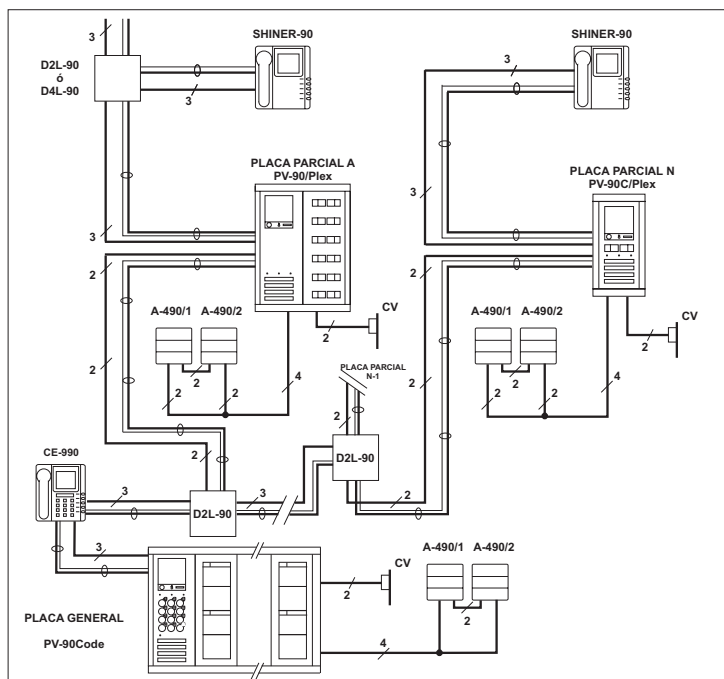 3
2
SHINER-90
D2L-90
ó
D4L-90
3
SHINER-90
3
PLACA PARCIAL A
PV-90/Plex
PLACA PARCIAL N
PV-90C/Plex
3
3
2
2
CV
2
A-490/1
A-490/2
2
2
2
4
2
PLACA PARCIAL
N-1
2
A-490/1
A-490/2
2
2
2
4
CV
2
2
CE-990
3
2
D2L-90
3
D2L-90
2
3
PLACA GENERAL
PV-90Code
CV
2
A-490/1
A-490/2
2
4